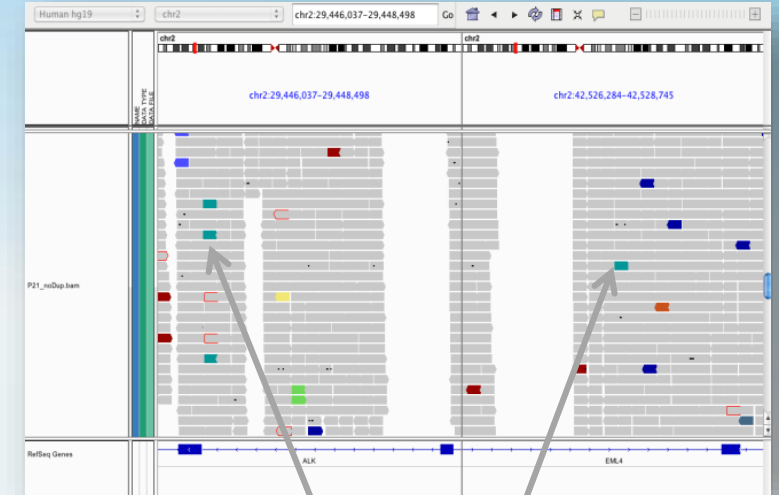 Human hg19 chr2 chr2:29,446,037-29,448,498 Go
chr2 chr2
chr2:29,446,037-29,448,498 chr2:42,526,284-42,528,745
NAME
DATA TYPE
DATA FILE
P21_noDup.bam
RefSeq Genes
ALK EML4